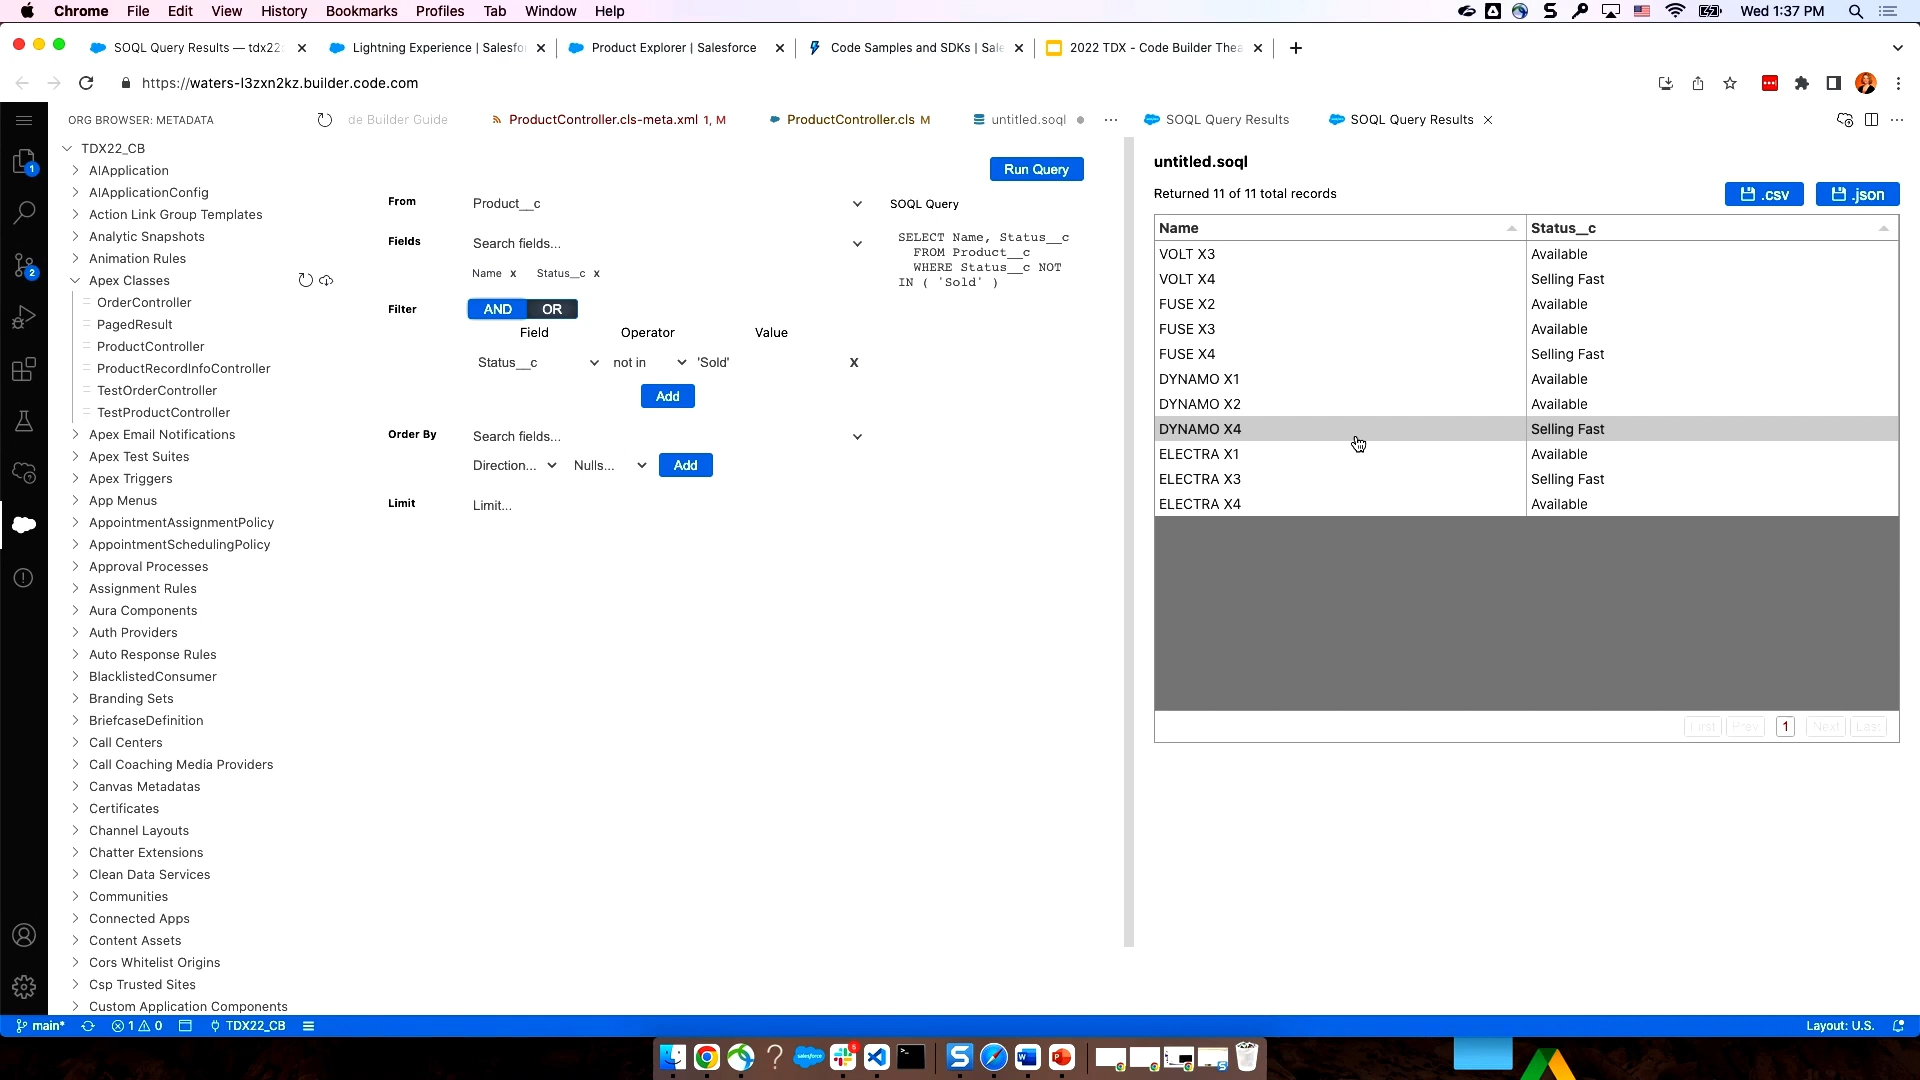 Chrome File Edit View History Bookmarks Profiles Tab Window Help
Wed 1:37 PM
SOQL Query Results — tdx22
Lightning Experience | Salesfo
Product Explorer | Salesforce
Code Samples and SDKs | Sale
2022 TDX - Code Builder Thea
https://waters-l3zxn2kz.builder.code.com
ORG BROWSER: METADATA
de Builder Guide
ProductController.cls-meta.xml 1, M
ProductController.cls M
untitled.soql
SOQL Query Results
SOQL Query Results
TDX22_CB
AIApplication
AIApplicationConfig
Action Link Group Templates
Analytic Snapshots
Animation Rules
Apex Classes
OrderController
PagedResult
ProductController
ProductRecordInfoController
TestOrderController
TestProductController
Apex Email Notifications
Apex Test Suites
Apex Triggers
App Menus
AppointmentAssignmentPolicy
AppointmentSchedulingPolicy
Approval Processes
Assignment Rules
Aura Components
Auth Providers
Auto Response Rules
BlacklistedConsumer
Branding Sets
BriefcaseDefinition
Call Centers
Call Coaching Media Providers
Canvas Metadatas
Certificates
Channel Layouts
Chatter Extensions
Clean Data Services
Communities
Connected Apps
Content Assets
Cors Whitelist Origins
Csp Trusted Sites
Custom Application Components
1
2
Run Query
From
Product__c
Fields
Search fields...
Name x Status__c x
Filter
AND OR
Field Operator Value
Status__c not in 'Sold' X
Add
Order By
Search fields...
Direction... Nulls... Add
Limit
Limit...
SOQL Query
SELECT Name, Status__c
FROM Product__c
WHERE Status__c NOT
IN ( 'Sold' )
untitled.soql
Returned 11 of 11 total records
.csv .json
Name Status__c
VOLT X3 Available
VOLT X4 Selling Fast
FUSE X2 Available
FUSE X3 Available
FUSE X4 Selling Fast
DYNAMO X1 Available
DYNAMO X2 Available
DYNAMO X4 Selling Fast
ELECTRA X1 Available
ELECTRA X3 Selling Fast
ELECTRA X4 Available
First Prev 1 Next Last
main* 1 0 TDX22_CB
Layout: U.S.
salesforce
5